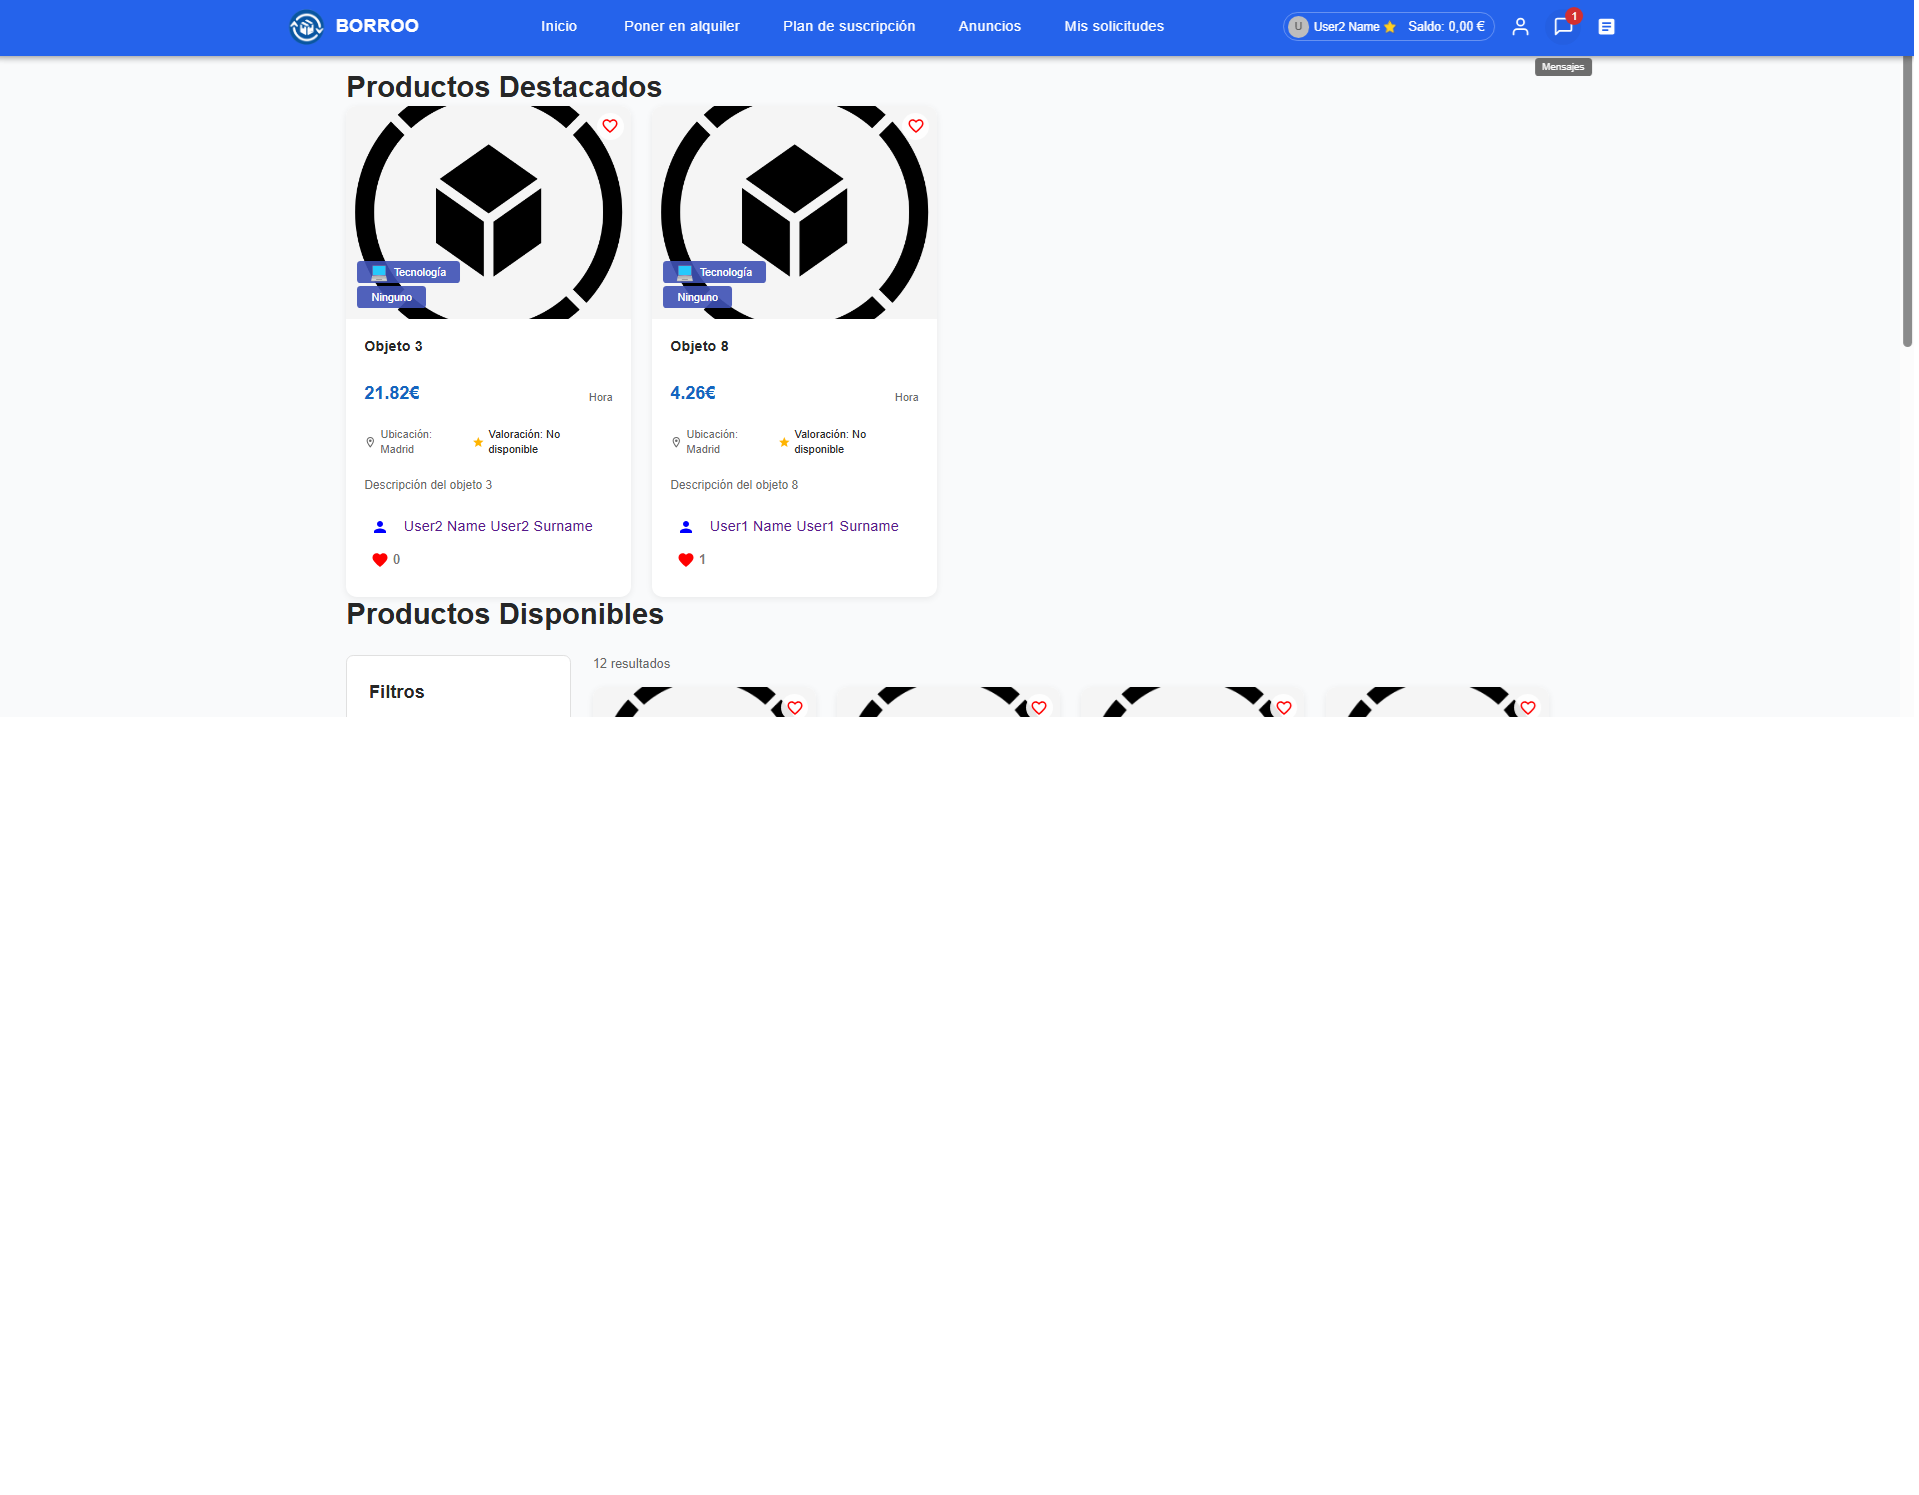 BORROO
Inicio
Poner en alquiler
Plan de suscripción
Anuncios
Mis solicitudes
U
User2 Name
Saldo: 0,00 €
1
Mensajes
Productos Destacados
Tecnología
Ninguno
Objeto 3
21.82€
Hora
Ubicación:
Madrid
Valoración: No
disponible
Descripción del objeto 3
User2 Name User2 Surname
0
Tecnología
Ninguno
Objeto 8
4.26€
Hora
Ubicación:
Madrid
Valoración: No
disponible
Descripción del objeto 8
User1 Name User1 Surname
1
Productos Disponibles
Filtros
12 resultados